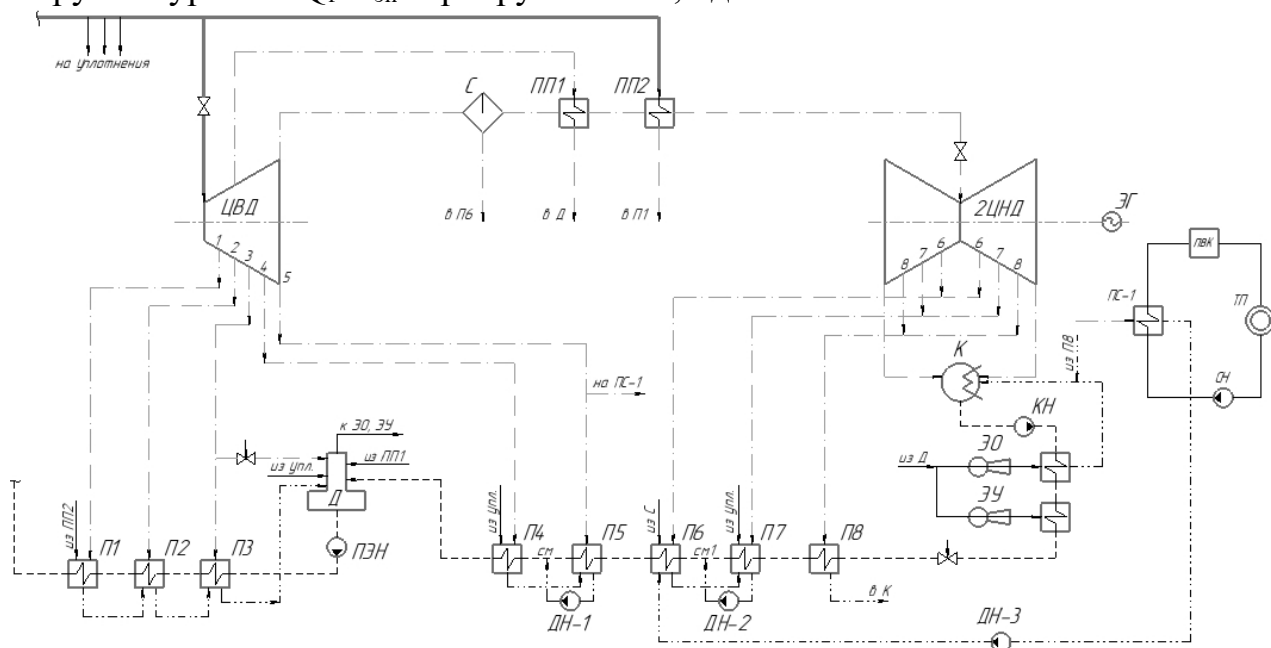 на уплотнения
С
ПП1
ПП2
в П6
в Д
в П1
ЦВД
2ЦНД
ЭГ
1
2
3
4
5
8
7
6
6
7
8
ПВК
ПС-1
ТП
СН
из П8
К
на ПС-1
КН
к ЭО, ЭУ
из ПП1
из упл.
Д
ПЭН
из Д
ЭО
ЭУ
из ПП2
П1
П2
П3
из упл.
П4
см
П5
из С
П6
см1
из упл.
П7
П8
в К
ДН-1
ДН-2
ДН-3